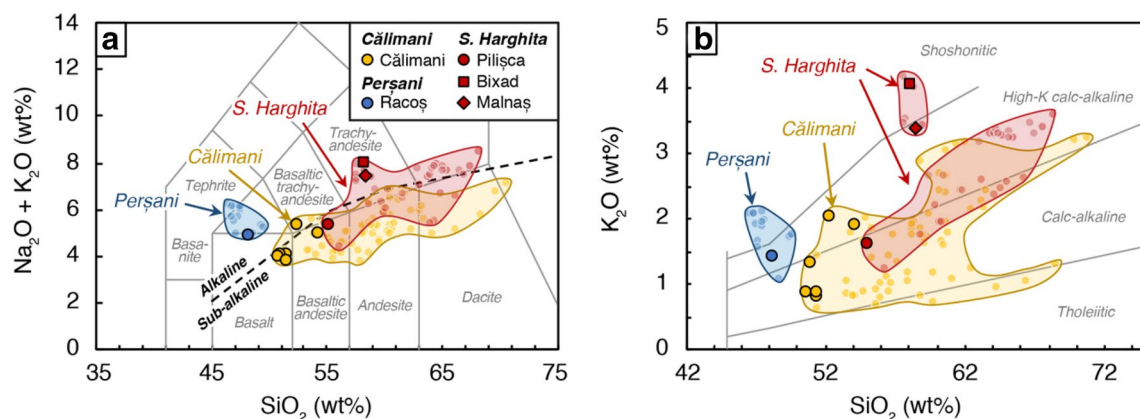 a
Na₂O + K₂O (wt%)
14
12
10
8
6
4
2
0
35
45
55
65
75
SiO₂ (wt%)
Călimani
Călimani
Perșani
Racoș
S. Harghita
Pilișca
Bixad
Malnaș
S. Harghita
Călimani
Perșani
Trachy-
andesite
Basaltic
trachy-
andesite
Tephrite
Basa-
nite
Alkaline
Sub-alkaline
Basalt
Basaltic
andesite
Andesite
Dacite
b
K₂O (wt%)
5
4
3
2
1
0
42
52
62
72
SiO₂ (wt%)
Shoshonitic
S. Harghita
High-K calc-alkaline
Călimani
Perșani
Calc-alkaline
Tholeiitic